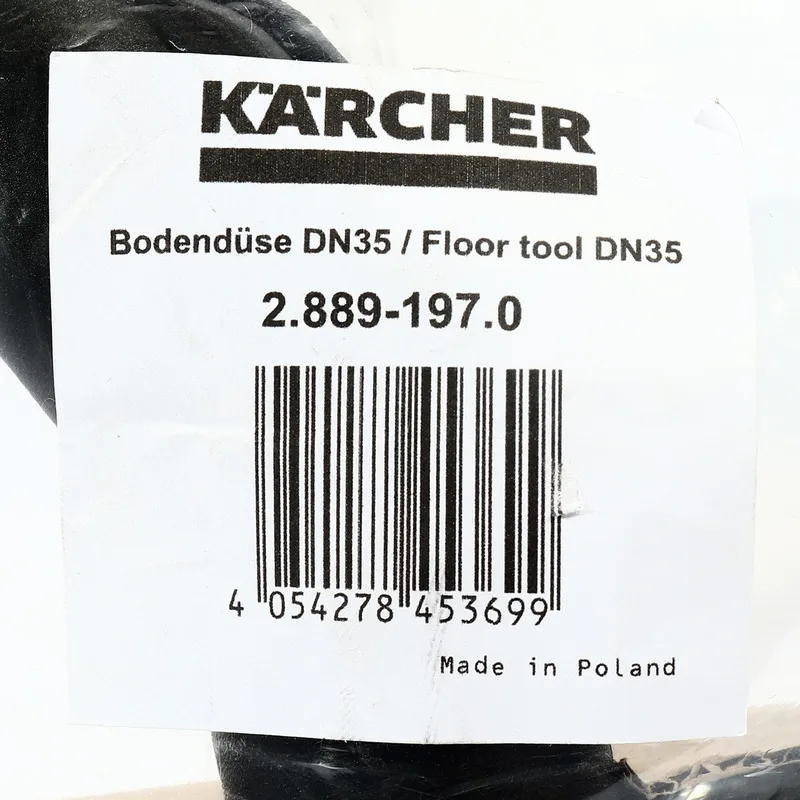 KÄRCHER
Bodendüse DN35 / Floor tool DN35
2.889-197.0
4 054278 453699
Made in Poland